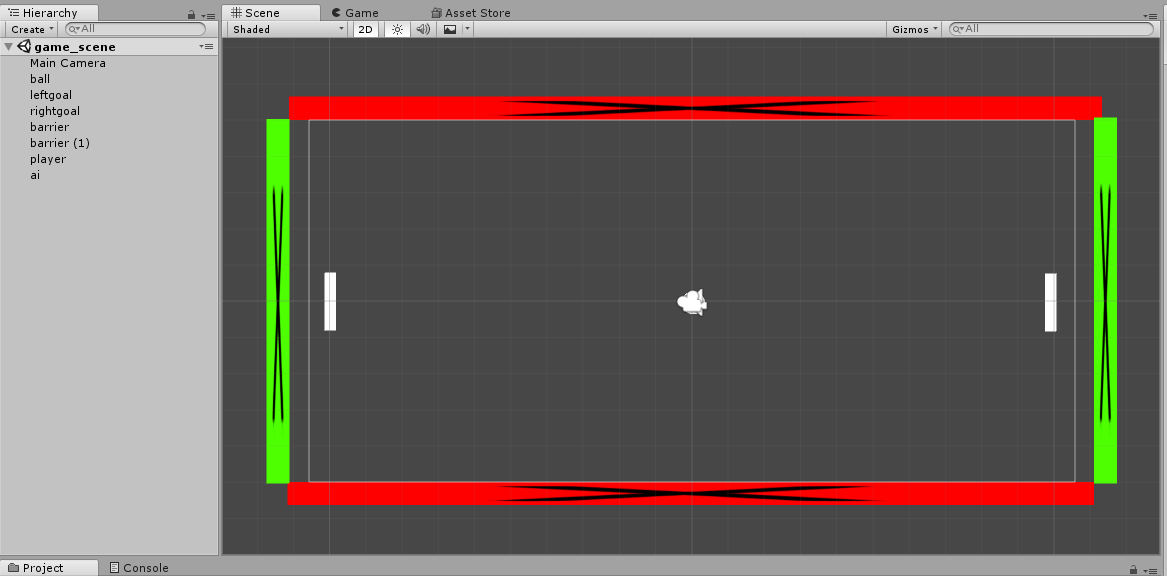 Hierarchy
Create All
game_scene
Main Camera
ball
leftgoal
rightgoal
barrier
barrier (1)
player
ai
Scene Game Asset Store
Shaded 2D Gizmos All
Project Console